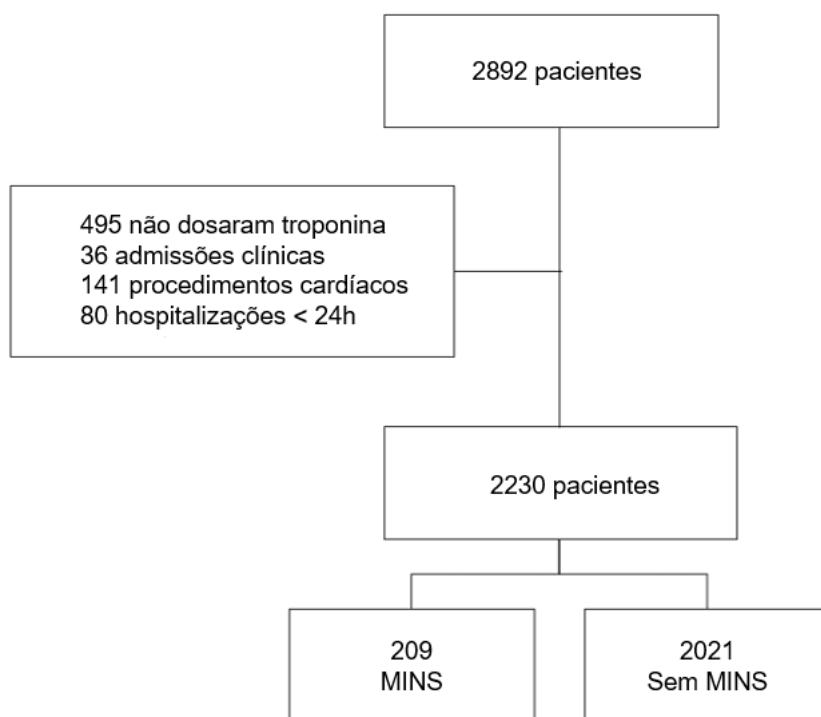 2892 pacientes
495 não dosaram troponina
36 admissões clínicas
141 procedimentos cardíacos
80 hospitalizações < 24h
2230 pacientes
209
MINS
2021
Sem MINS